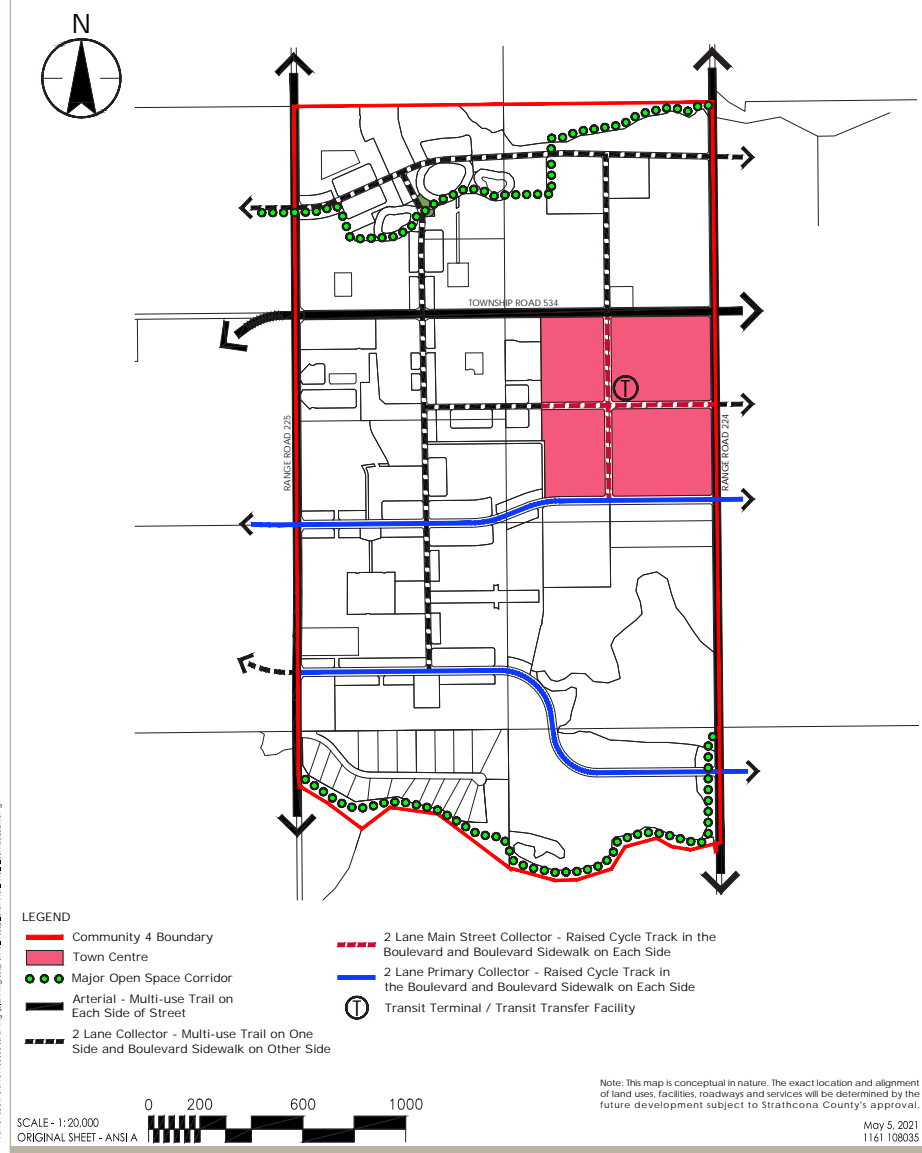 N
TOWNSHIP ROAD 534
T
RANGE ROAD 225
RANGE ROAD 224
LEGEND
Community 4 Boundary
Town Centre
Major Open Space Corridor
Arterial - Multi-use Trail on
Each Side of Street
2 Lane Collector - Multi-use Trail on One
Side and Boulevard Sidewalk on Other Side
2 Lane Main Street Collector - Raised Cycle Track in the
Boulevard and Boulevard Sidewalk on Each Side
2 Lane Primary Collector - Raised Cycle Track in
the Boulevard and Boulevard Sidewalk on Each Side
T
Transit Terminal / Transit Transfer Facility
Note: This map is conceptual in nature. The exact location and alignment
of land uses, facilities, roadways and services will be determined by the
future development subject to Strathcona County's approval.
0 200 600 1000
SCALE - 1:20,000
ORIGINAL SHEET - ANSI A
May 5, 2021
1161 108035